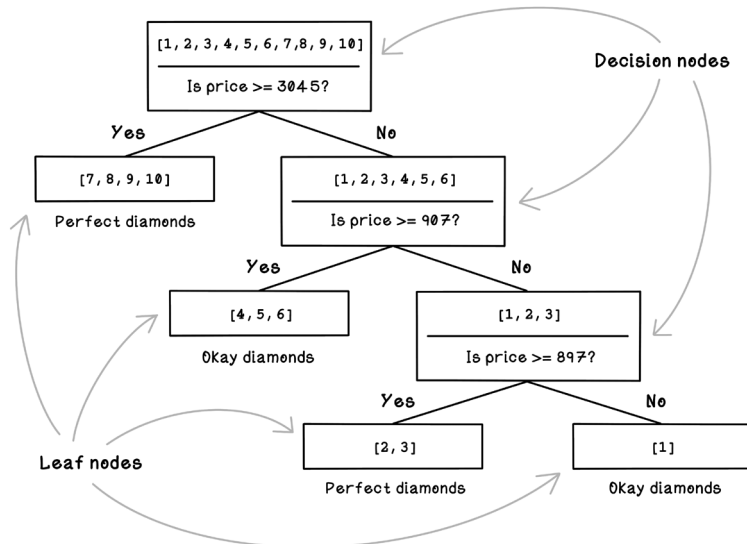 [1, 2, 3, 4, 5, 6, 7,8, 9, 10]
Is price >= 3045?
Decision nodes
Yes
No
[7, 8, 9, 10]
Perfect diamonds
[1, 2, 3, 4, 5, 6]
Is price >= 907?
Yes
No
[4, 5, 6]
Okay diamonds
[1, 2, 3]
Is price >= 897?
Yes
No
Leaf nodes
[2, 3]
Perfect diamonds
[1]
Okay diamonds